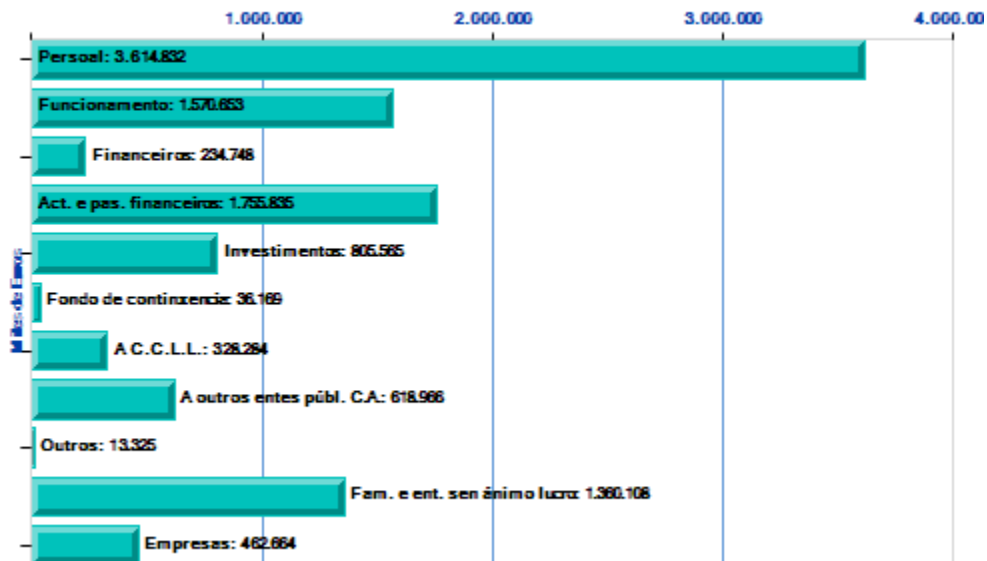 1.000.000 2.000.000 3.000.000 4.000.00
Persoal: 3.614.832
Funcionamento: 1.570.653
Financeiros: 234.748
Act. e pas. financeiros: 1.755.835
Investimentos: 805.565
Fondo de continxencia: 36.169
A C.C.L.L.: 328.284
A outros entes públ. C.A.: 618.966
Outros: 13.325
Fam. e ent. sen ánimo lucro: 1.360.108
Empresas: 462.664
Miles de Euros